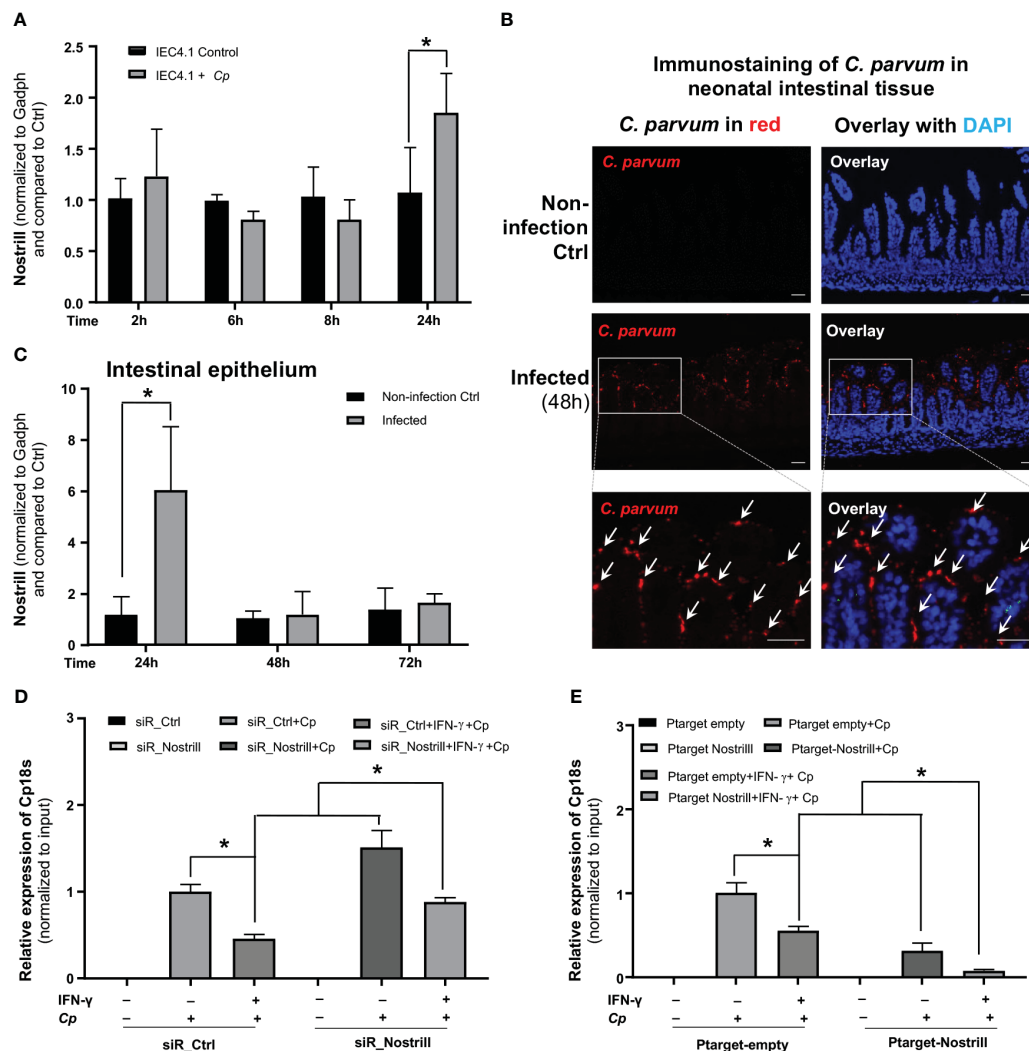 A
Nostrill (normalized to Gadph
and compared to Ctrl)
2.5
2.0
1.5
1.0
0.5
0.0
IEC4.1 Control
IEC4.1 + Cp
*
Time 2h 6h 8h 24h
B
Immunostaining of C. parvum in
neonatal intestinal tissue
C. parvum in red
Overlay with DAPI
Non-
infection
Ctrl
C. parvum
Overlay
Infected
(48h)
C. parvum
Overlay
C. parvum
Overlay
C
Intestinal epithelium
Nostrill (normalized to Gadph
and compared to Ctrl)
10
8
6
4
2
0
Non-infection Ctrl
Infected
*
Time 24h 48h 72h
D
Relative expression of Cp18s
(normalized to input)
3
2
1
0
siR_Ctrl siR_Ctrl+Cp siR_Ctrl+IFN-γ+Cp
siR_Nostrill siR_Nostrill+Cp siR_Nostrill+IFN-γ+Cp
*
*
IFN-γ – – + – – +
Cp – + + – + +
siR_Ctrl siR_Nostrill
E
Relative expression of Cp18s
(normalized to input)
3
2
1
0
Ptarget empty Ptarget empty+Cp
Ptarget Nostrilll Ptarget-Nostrill+Cp
Ptarget empty+IFN- γ+ Cp
Ptarget Nostrill+IFN-γ+ Cp
*
*
IFN-γ – – + – – +
Cp – + + – + +
Ptarget-empty Ptarget-Nostrill